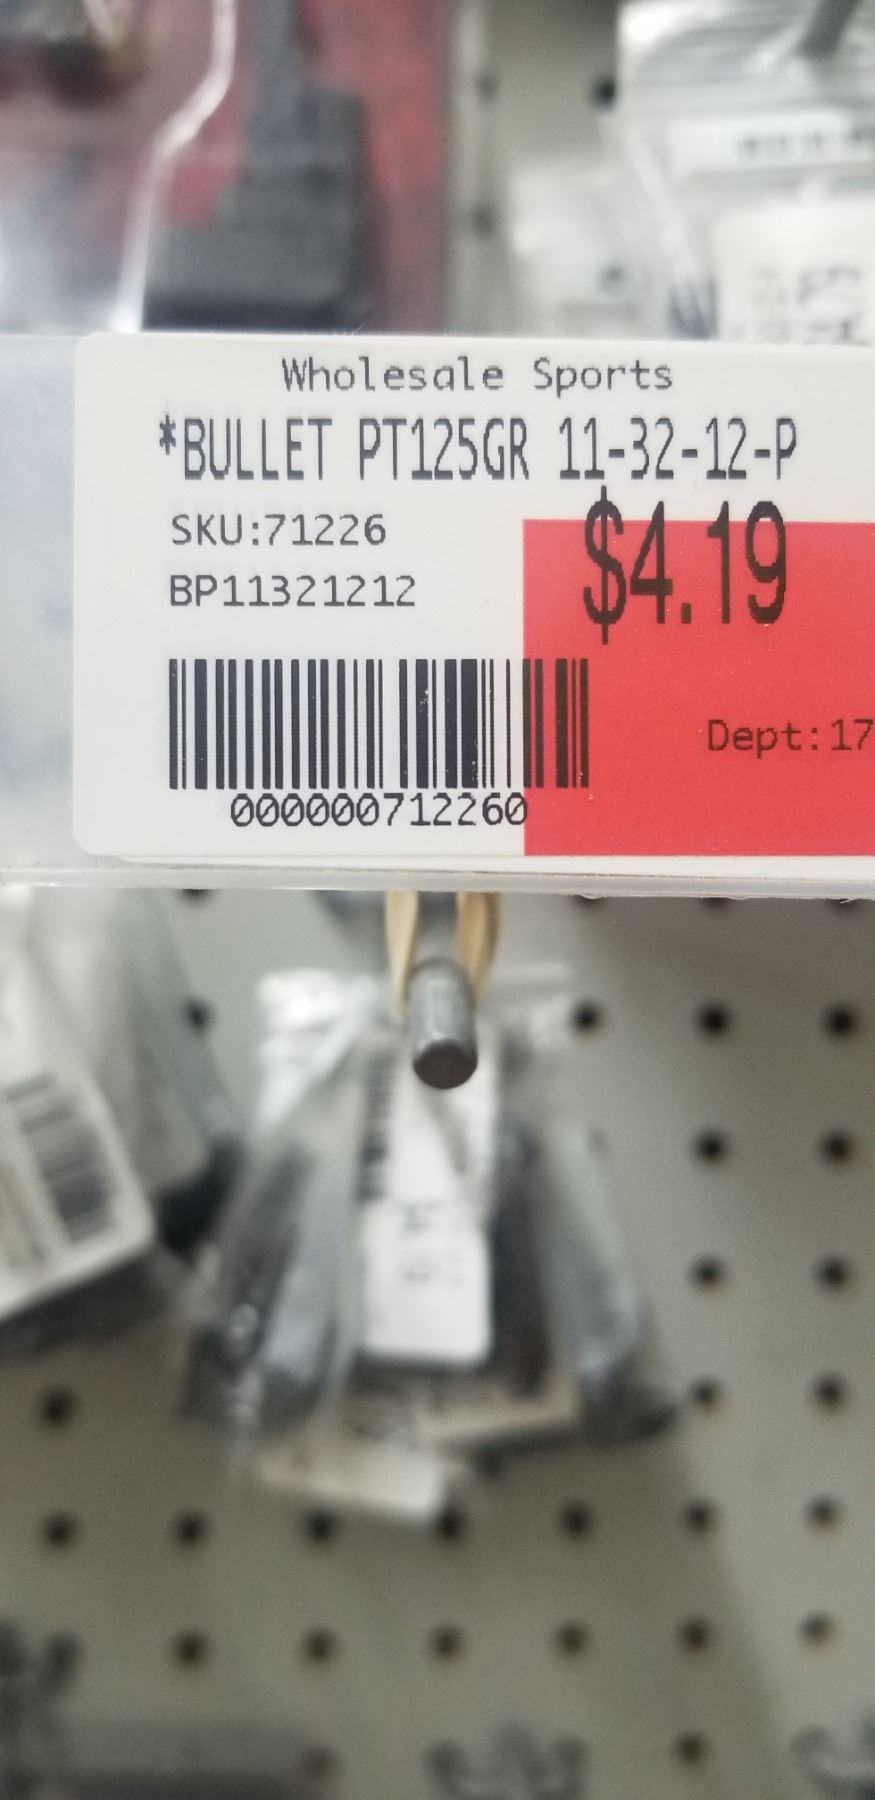 Wholesale Sports
*BULLET PT125GR 11-32-12-P
SKU:71226
$4.19
BP11321212
Dept:17
000000712260